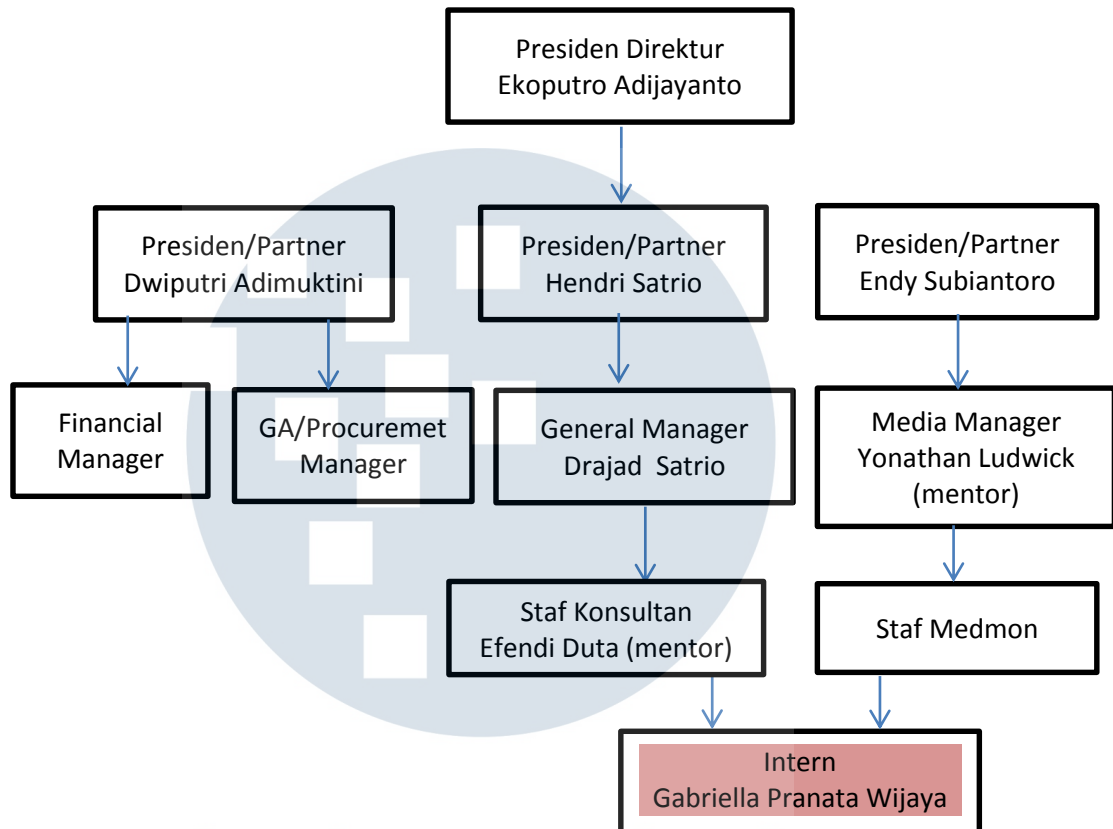 Presiden Direktur
Ekoputro Adijayanto
Presiden/Partner
Dwiputri Adimuktini
Presiden/Partner
Hendri Satrio
Presiden/Partner
Endy Subiantoro
Financial
Manager
GA/Procuremet
Manager
General Manager
Drajad  Satrio
Media Manager
Yonathan Ludwick
(mentor)
Staf Konsultan
Efendi Duta (mentor)
Staf Medmon
Intern
Gabriella Pranata Wijaya